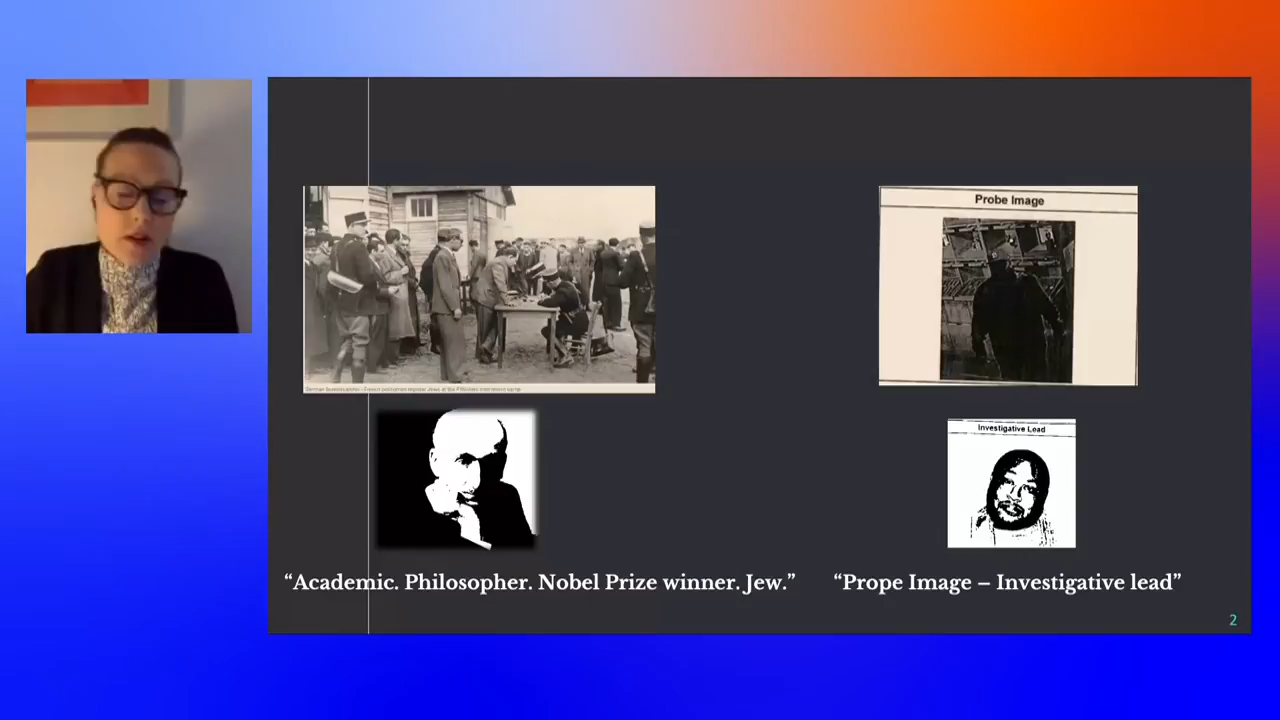 Probe Image
Investigative Lead
“Academic. Philosopher. Nobel Prize winner. Jew.”
“Prope Image – Investigative lead”
2